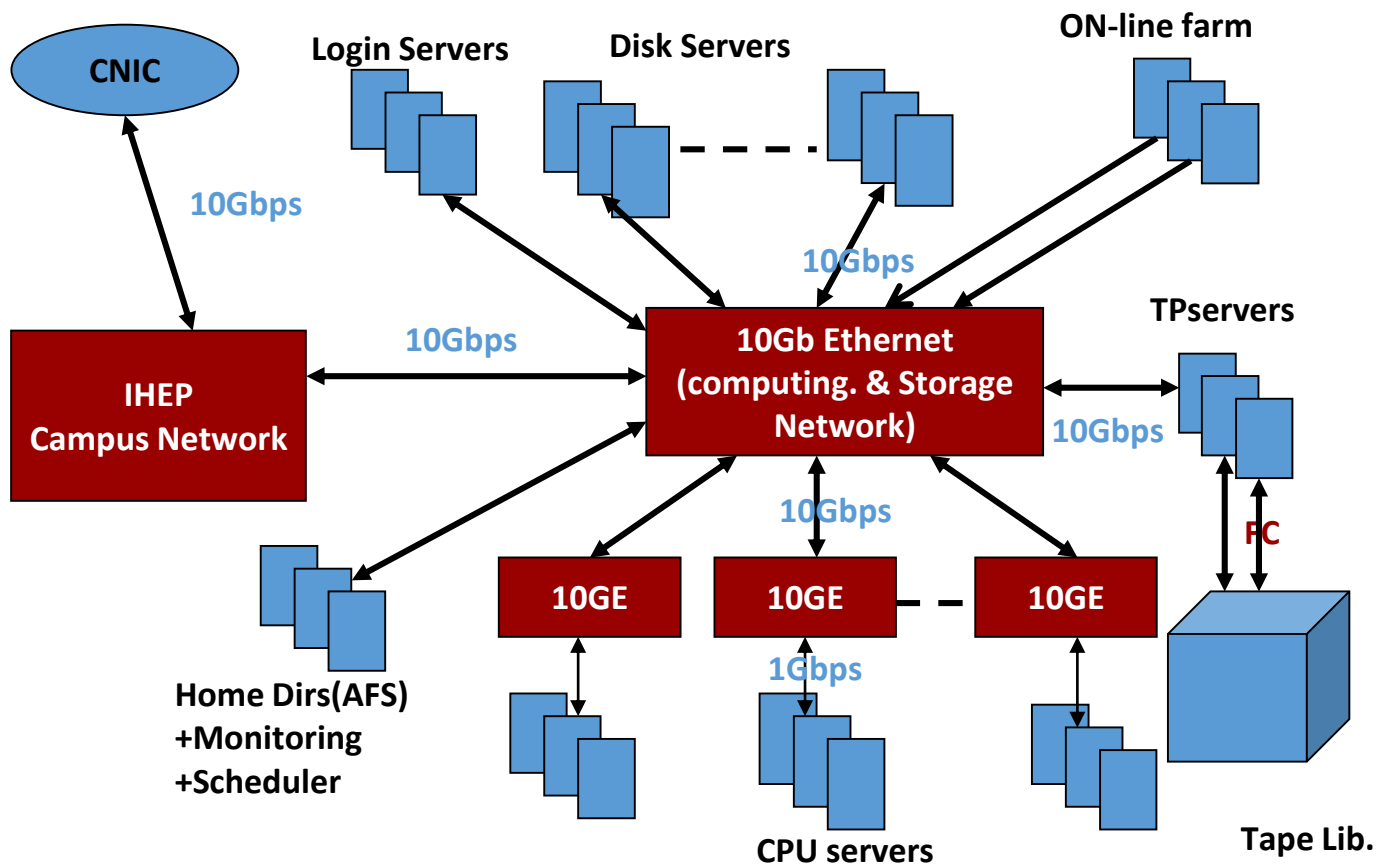 CNIC
Login Servers
Disk Servers
ON-line farm
10Gbps
10Gbps
TPservers
10Gbps
10Gb Ethernet
(computing. & Storage
Network)
IHEP
Campus Network
10Gbps
10Gbps
FC
10GE
10GE
10GE
1Gbps
Home Dirs(AFS)
+Monitoring
+Scheduler
CPU servers
Tape Lib.